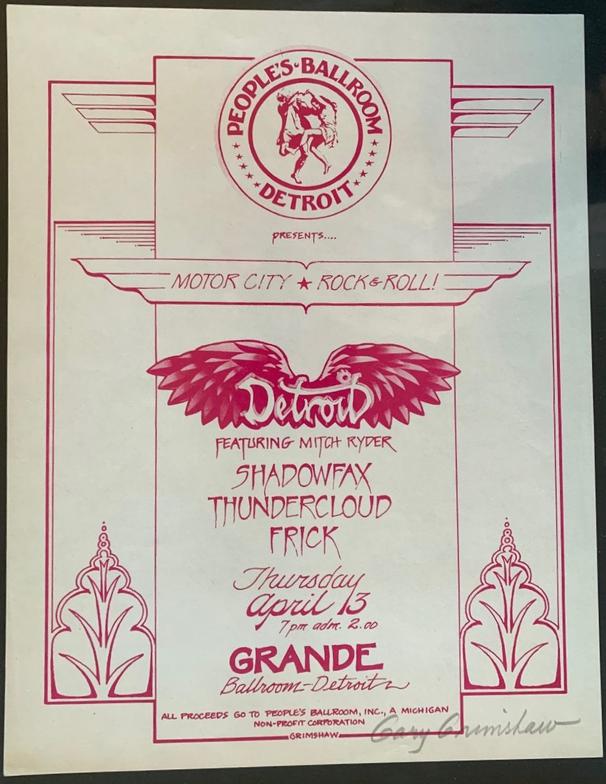 PEOPLE'S·BALLROOM
DETROIT
PRESENTS....
MOTOR CITY ★ ROCK & ROLL!
Detroit
FEATURING MITCH RYDER
SHADOWFAX
THUNDERCLOUD
FRICK
Thursday
April 13
7pm adm. 2.00
GRANDE
Ballroom-Detroit
ALL PROCEEDS GO TO PEOPLE'S BALLROOM, INC., A MICHIGAN
NON-PROFIT CORPORATION
GRIMSHAW
Gary Grimshaw